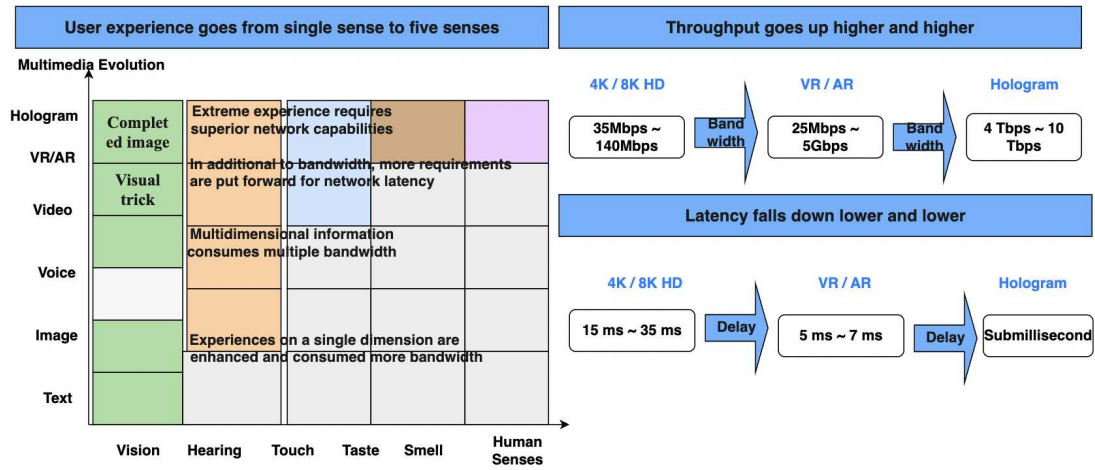 User experience goes from single sense to five senses
Multimedia Evolution
Hologram
VR/AR
Video
Voice
Image
Text
Complet
ed image
Visual
trick
Extreme experience requires
superior network capabilities
In additional to bandwidth, more requirements
are put forward for network latency
Multidimensional information
consumes multiple bandwidth
Experiences on a single dimension are
enhanced and consumed more bandwidth
Vision
Hearing
Touch
Taste
Smell
Human
Senses
Throughput goes up higher and higher
4K / 8K HD
VR / AR
Hologram
35Mbps ~
140Mbps
Band
width
25Mbps ~
5Gbps
Band
width
4 Tbps ~ 10
Tbps
Latency falls down lower and lower
4K / 8K HD
VR / AR
Hologram
15 ms ~ 35 ms
Delay
5 ms ~ 7 ms
Delay
Submillisecond